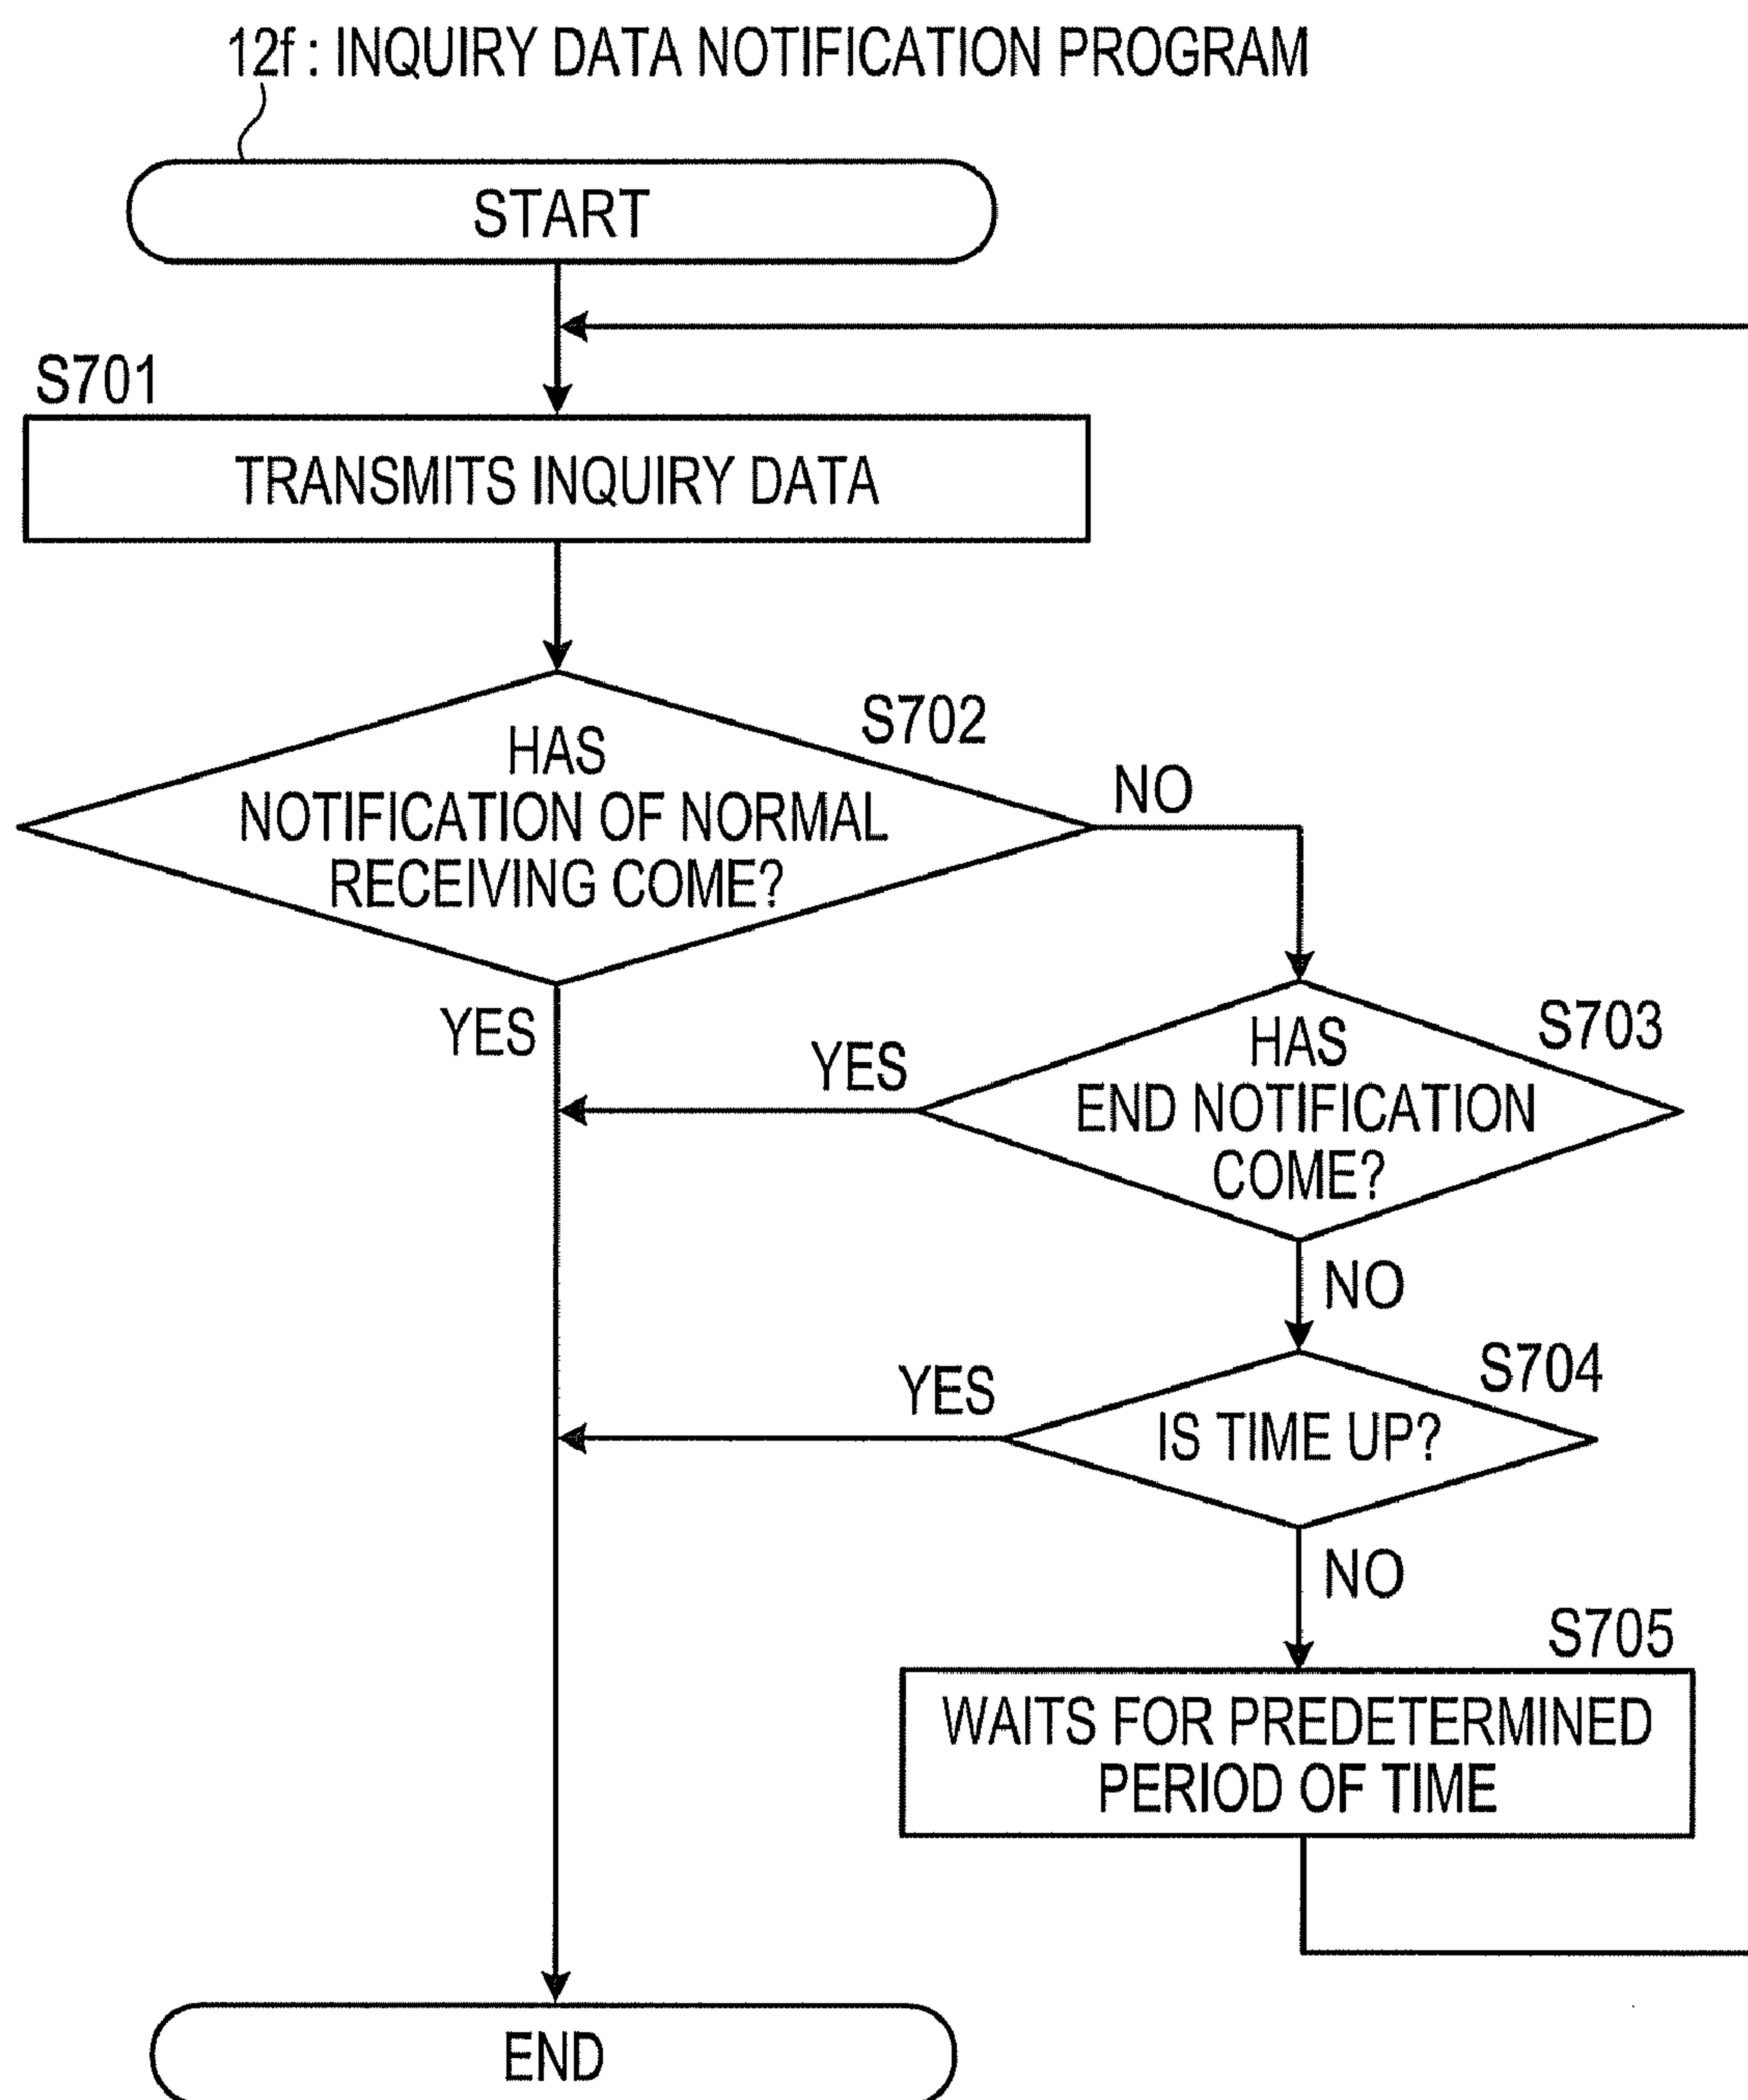 12f : INQUIRY DATA NOTIFICATION PROGRAM
START
S701
TRANSMITS INQUIRY DATA
S702
HAS
NOTIFICATION OF NORMAL
RECEIVING COME?
NO
YES
S703
HAS
END NOTIFICATION
COME?
YES
NO
S704
IS TIME UP?
YES
NO
S705
WAITS FOR PREDETERMINED
PERIOD OF TIME
END